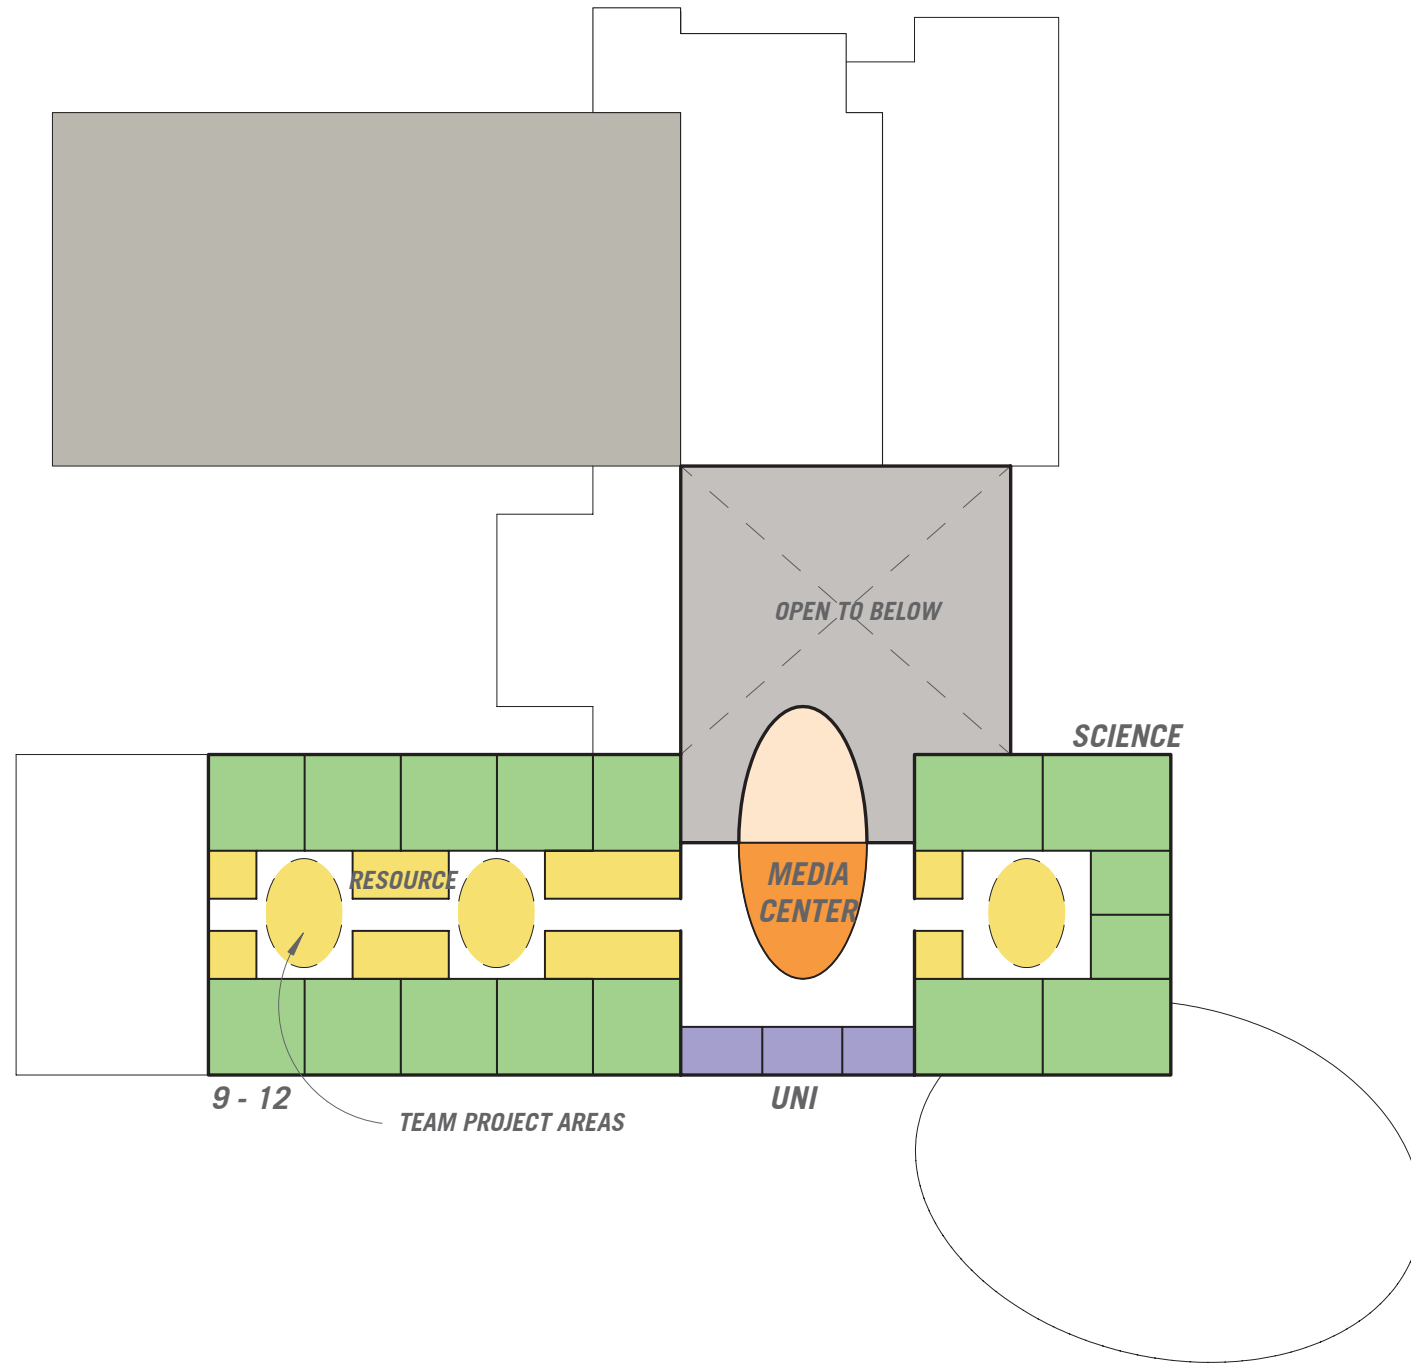 OPEN TO BELOW
SCIENCE
MEDIA
CENTER
RESOURCE
9 - 12
UNI
TEAM PROJECT AREAS